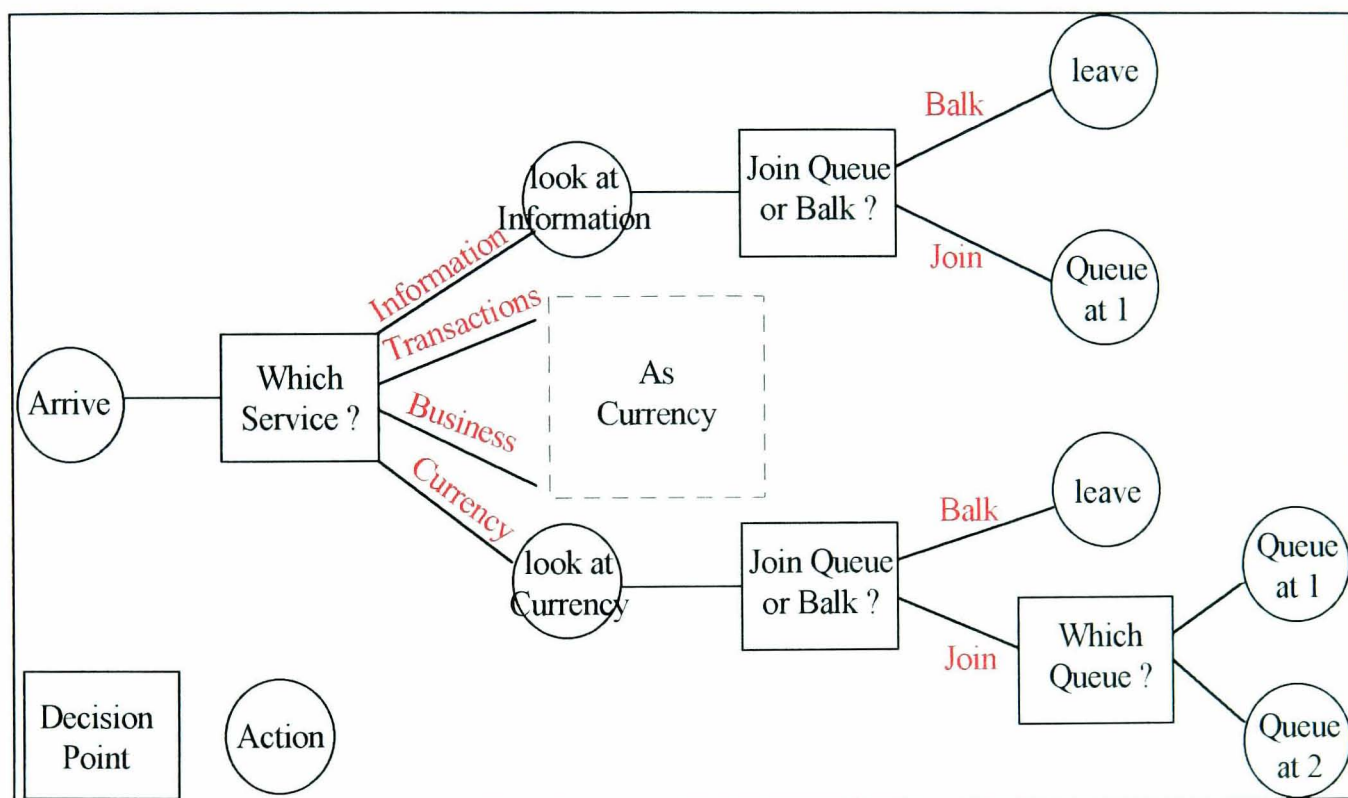 leave
Balk
Join Queue
or Balk ?
look at
Information
Join
Queue
at 1
Information
Transactions
Which
Service ?
Arrive
As
Currency
Business
Currency
leave
Balk
Join Queue
or Balk ?
look at
Currency
Queue
at 1
Join
Which
Queue ?
Queue
at 2
Decision
Point
Action